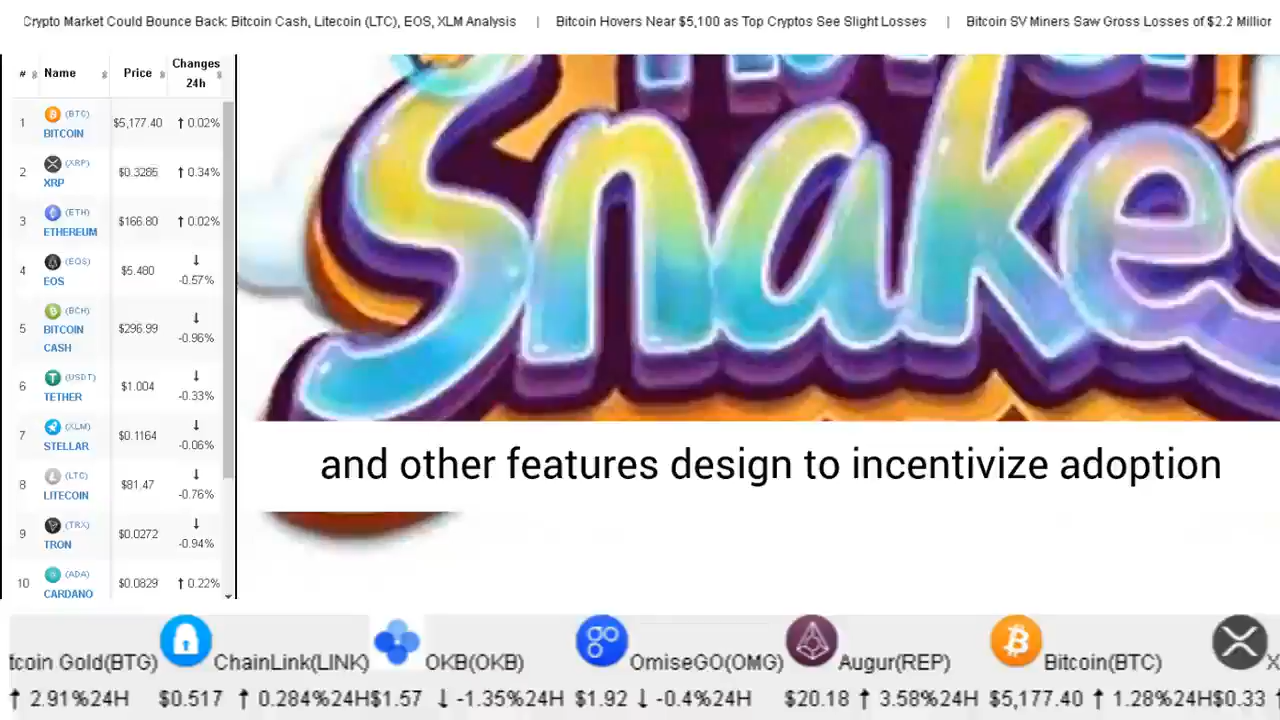 Crypto Market Could Bounce Back: Bitcoin Cash, Litecoin (LTC), EOS, XLM Analysis | Bitcoin Hovers Near $5,100 as Top Cryptos See Slight Losses | Bitcoin SV Miners Saw Gross Losses of $2.2 Million
# Name Price Changes 24h
1 (BTC) BITCOIN $5,177.40 ↑ 0.02%
2 (XRP) XRP $0.3285 ↑ 0.34%
3 (ETH) ETHEREUM $166.80 ↑ 0.02%
4 (EOS) EOS $5.480 ↓ -0.57%
5 (BCH) BITCOIN CASH $296.99 ↓ -0.96%
6 (USDT) TETHER $1.004 ↓ -0.33%
7 (XLM) STELLAR $0.1164 ↓ -0.06%
8 (LTC) LITECOIN $81.47 ↓ -0.76%
9 (TRX) TRON $0.0272 ↓ -0.94%
10 (ADA) CARDANO $0.0829 ↑ 0.22%
Snakes
and other features design to incentivize adoption
tcoin Gold(BTG) ChainLink(LINK) OKB(OKB) OmiseGO(OMG) Augur(REP) Bitcoin(BTC) X
↑ 2.91%24H $0.517 ↑ 0.284%24H $1.57 ↓ -1.35%24H $1.92 ↓ -0.4%24H $20.18 ↑ 3.58%24H $5,177.40 ↑ 1.28%24H $0.33 ↑